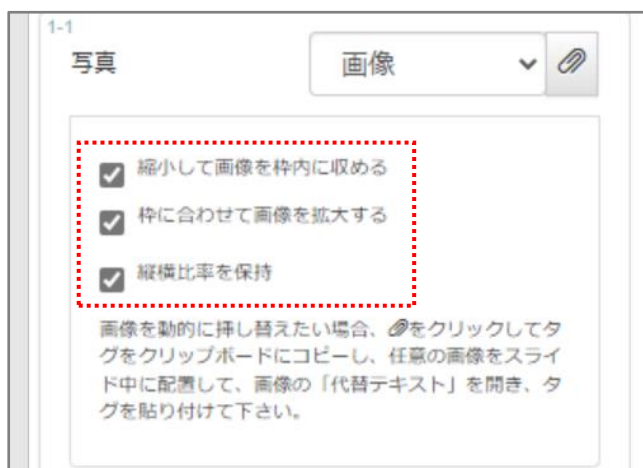 1-1
写真
画像
縮小して画像を枠内に収める
枠に合わせて画像を拡大する
縦横比率を保持
画像を動的に挿し替えたい場合、をクリックしてタ
グをクリップボードにコピーし、任意の画像をスライ
ド中に配置して、画像の「代替テキスト」を開き、タ
グを貼り付けて下さい。